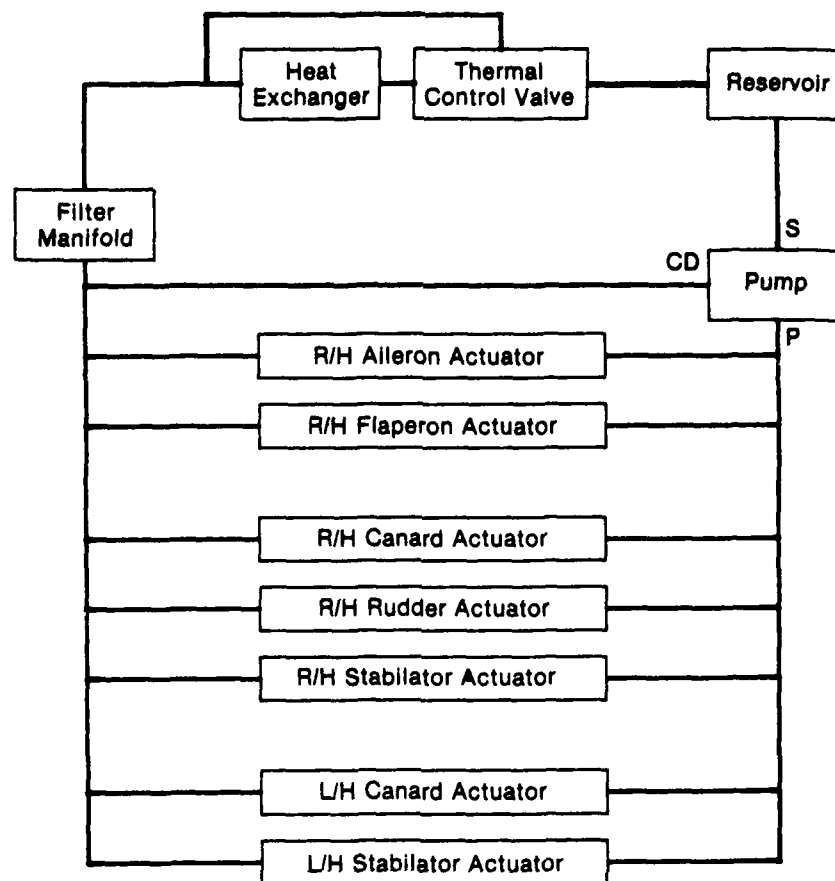 Heat
Exchanger
Thermal
Control Valve
Reservoir
Filter
Manifold
S
CD
Pump
P
R/H Aileron Actuator
R/H Flaperon Actuator
R/H Canard Actuator
R/H Rudder Actuator
R/H Stabilator Actuator
L/H Canard Actuator
L/H Stabilator Actuator